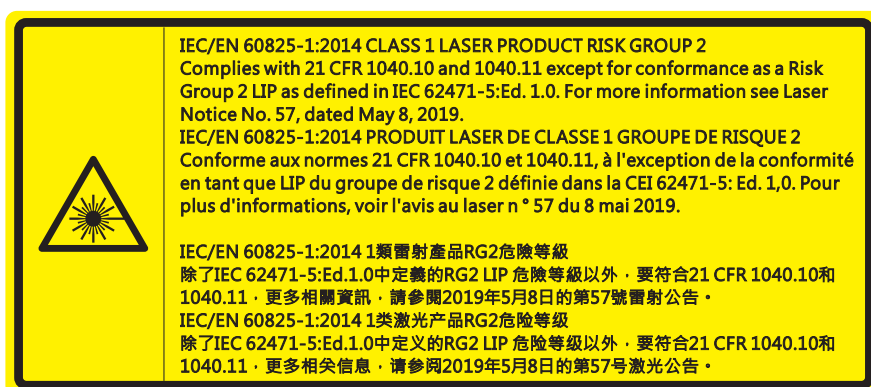 IEC/EN 60825-1:2014 CLASS 1 LASER PRODUCT RISK GROUP 2
Complies with 21 CFR 1040.10 and 1040.11 except for conformance as a Risk
Group 2 LIP as defined in IEC 62471-5:Ed. 1.0. For more information see Laser
Notice No. 57, dated May 8, 2019.
IEC/EN 60825-1:2014 PRODUIT LASER DE CLASSE 1 GROUPE DE RISQUE 2
Conforme aux normes 21 CFR 1040.10 et 1040.11, à l'exception de la conformité
en tant que LIP du groupe de risque 2 définie dans la CEI 62471-5: Ed. 1,0. Pour
plus d'informations, voir l'avis au laser n ° 57 du 8 mai 2019.
IEC/EN 60825-1:2014 1類雷射產品RG2危險等級
除了IEC 62471-5:Ed.1.0中定義的RG2 LIP 危險等級以外，要符合21 CFR 1040.10和
1040.11，更多相關資訊，請參閱2019年5月8日的第57號雷射公告。
IEC/EN 60825-1:2014 1类激光产品RG2危险等级
除了IEC 62471-5:Ed.1.0中定义的RG2 LIP 危险等级以外，要符合21 CFR 1040.10和
1040.11，更多相关信息，请参阅2019年5月8日的第57号激光公告。